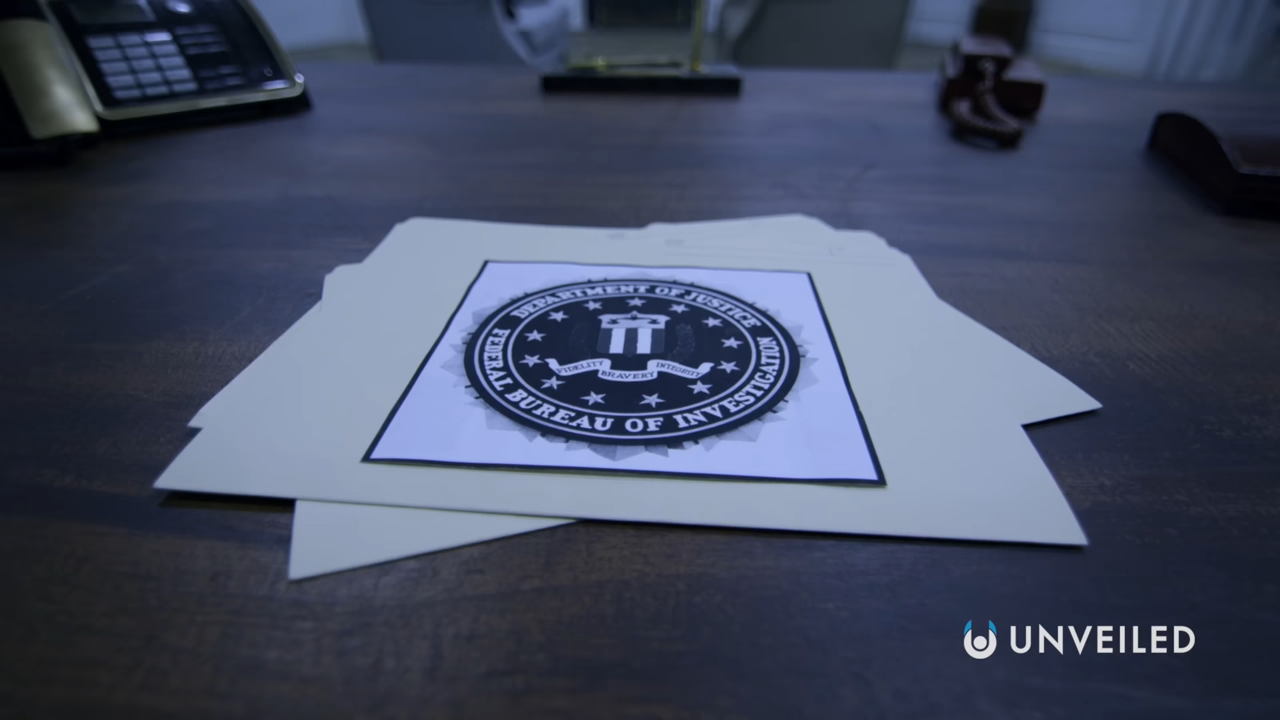 DEPARTMENT OF JUSTICE
FIDELITY BRAVERY INTEGRITY
FEDERAL BUREAU OF INVESTIGATION
UNVEILED